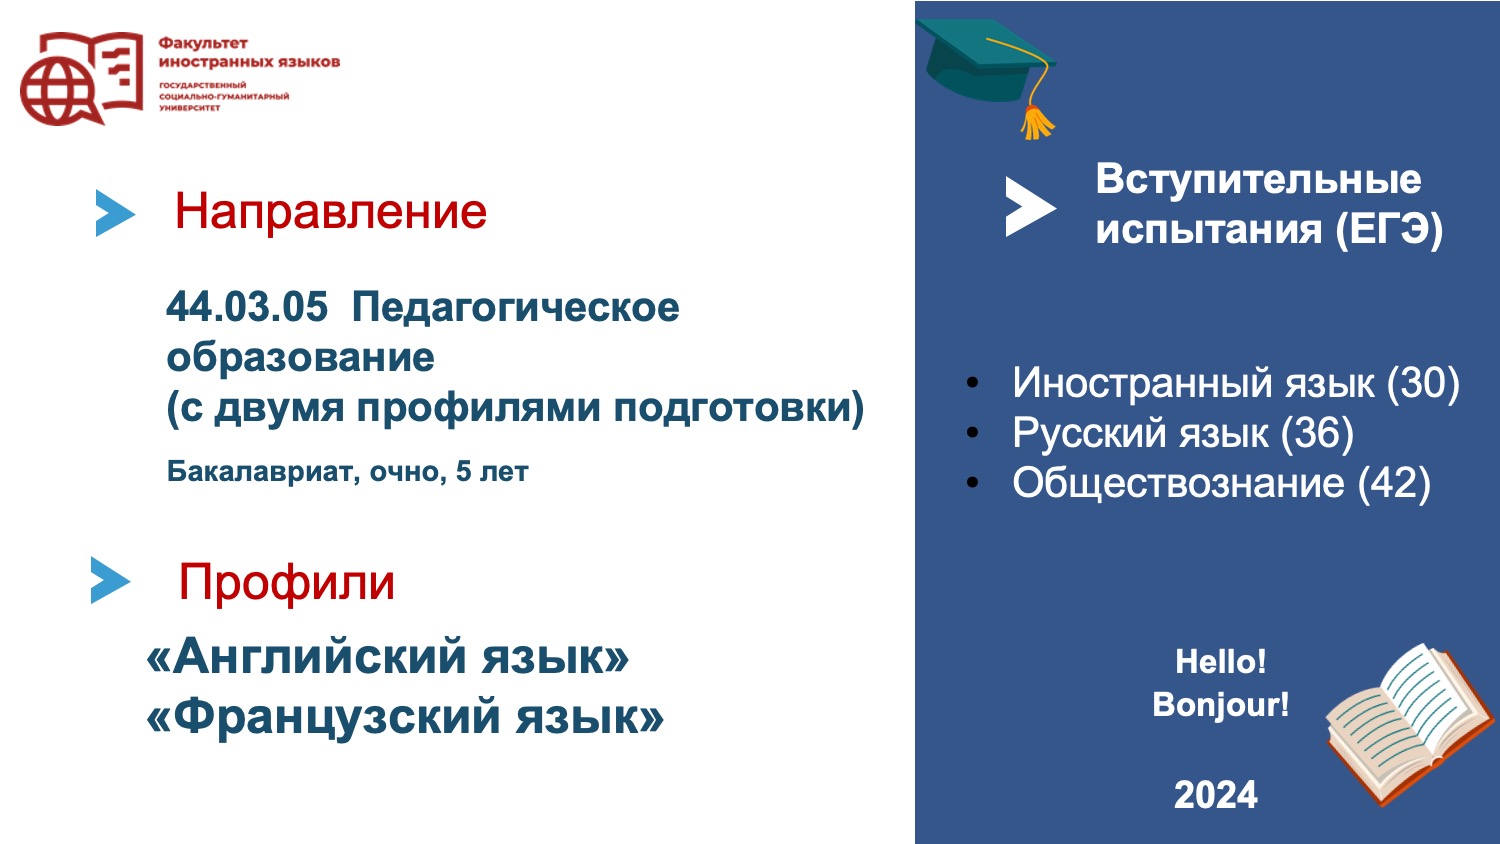 Факультет
иностранных языков
ГОСУДАРСТВЕННЫЙ
СОЦИАЛЬНО-ГУМАНИТАРНЫЙ
УНИВЕРСИТЕТ
Направление
44.03.05 Педагогическое
образование
(с двумя профилями подготовки)
Бакалавриат, очно, 5 лет
Профили
«Английский язык»
«Французский язык»
Вступительные
испытания (ЕГЭ)
• Иностранный язык (30)
• Русский язык (36)
• Обществознание (42)
Hello!
Bonjour!
2024